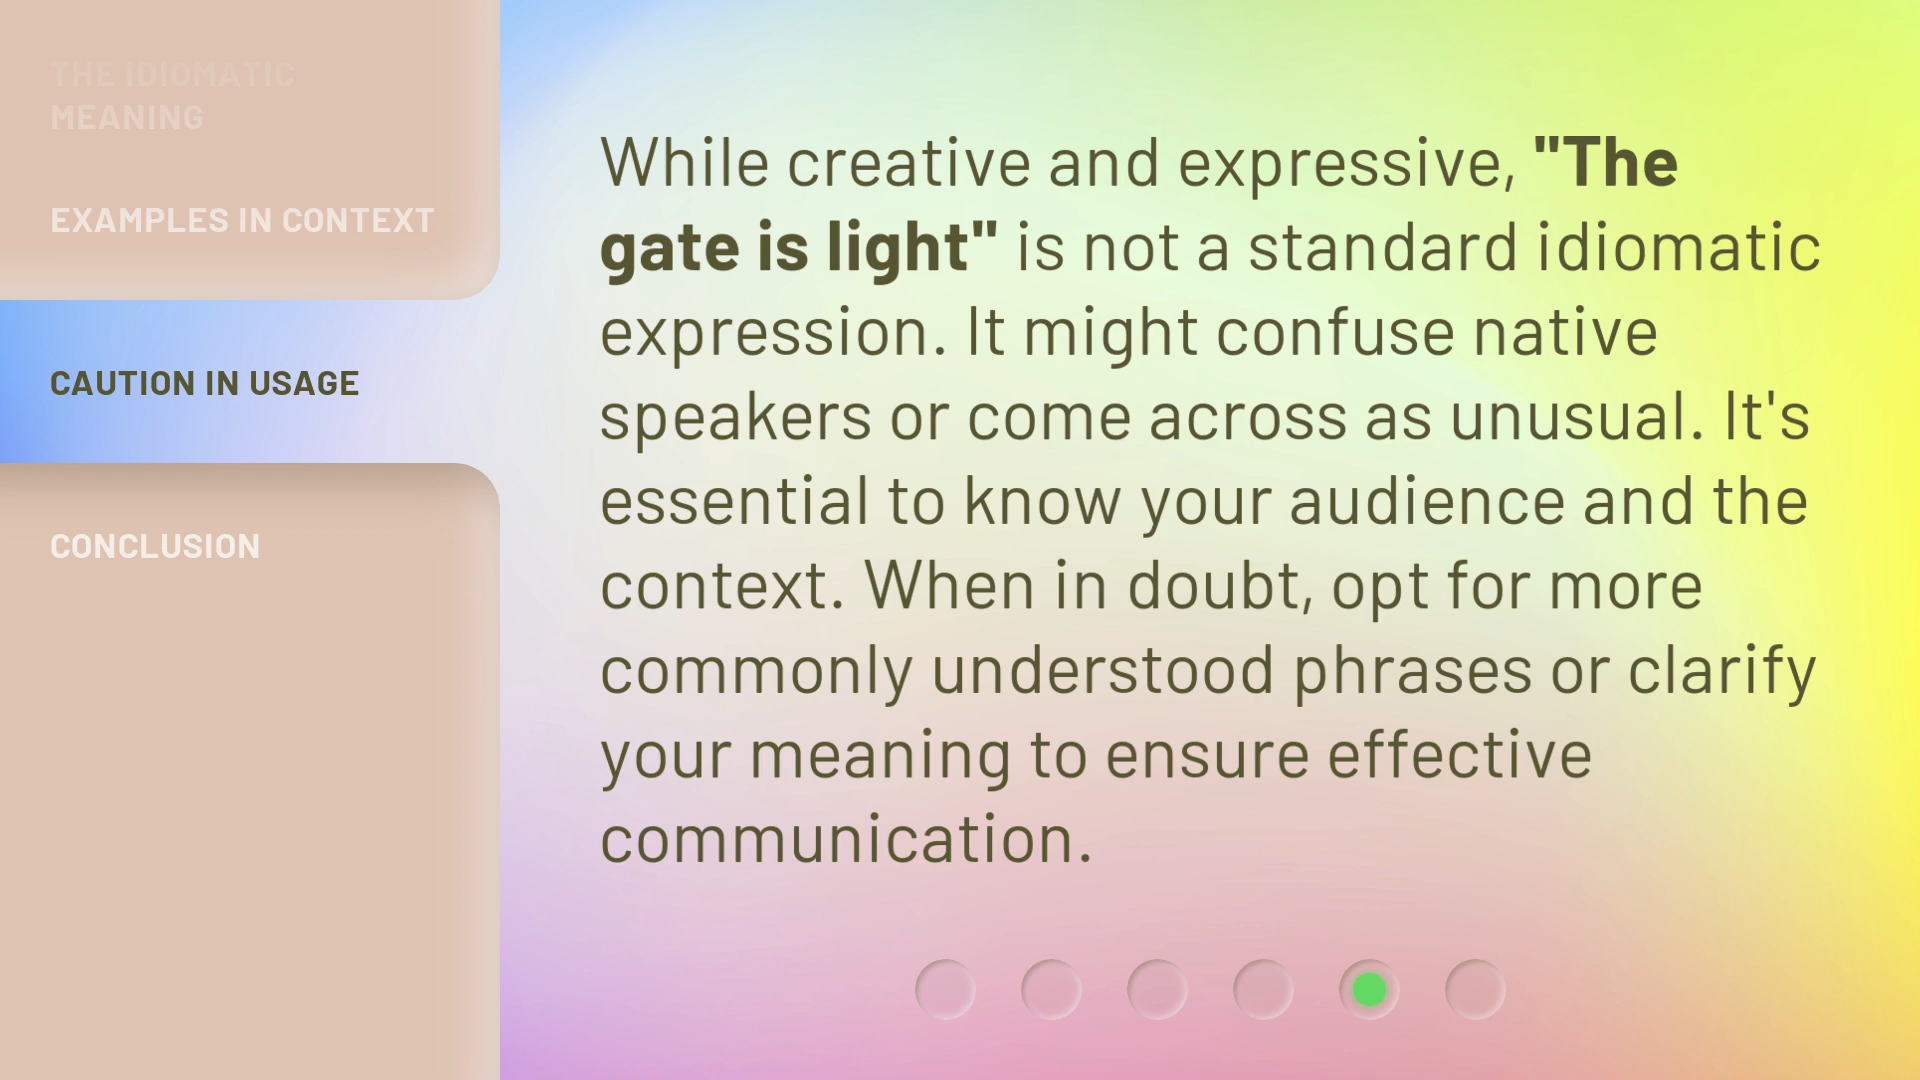 THE IDIOMATIC
MEANING
EXAMPLES IN CONTEXT
CAUTION IN USAGE
CONCLUSION
While creative and expressive, "The
gate is light" is not a standard idiomatic
expression. It might confuse native
speakers or come across as unusual. It's
essential to know your audience and the
context. When in doubt, opt for more
commonly understood phrases or clarify
your meaning to ensure effective
communication.